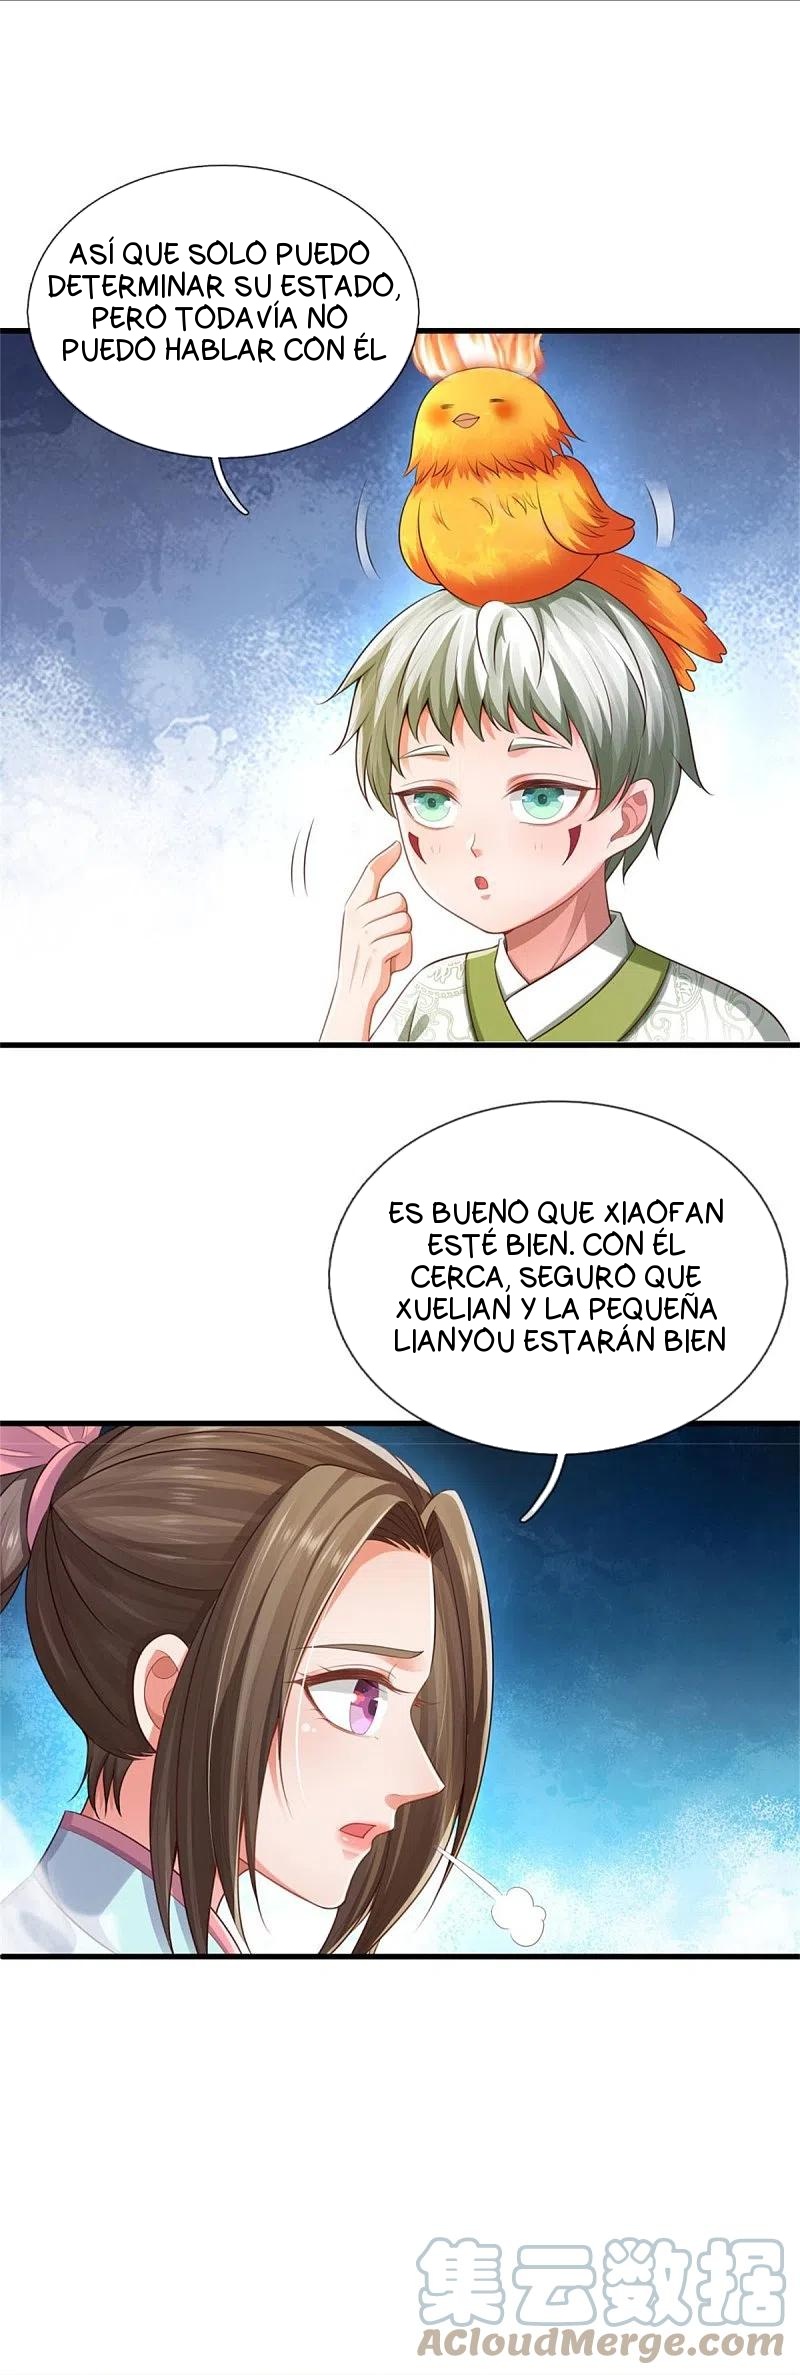 ASÍ QUE SÓLO PUEDO
DETERMINAR SU ESTADO,
PERO TODAVÍA NO
PUEDO HABLAR CON ÉL
ES BUENO QUE XIAOFAN
ESTÉ BIEN. CON ÉL
CERCA, SEGURO QUE
XUELIAN Y LA PEQUEÑA
LIANYOU ESTARÁN BIEN
集云数据
ACloudMerge.com